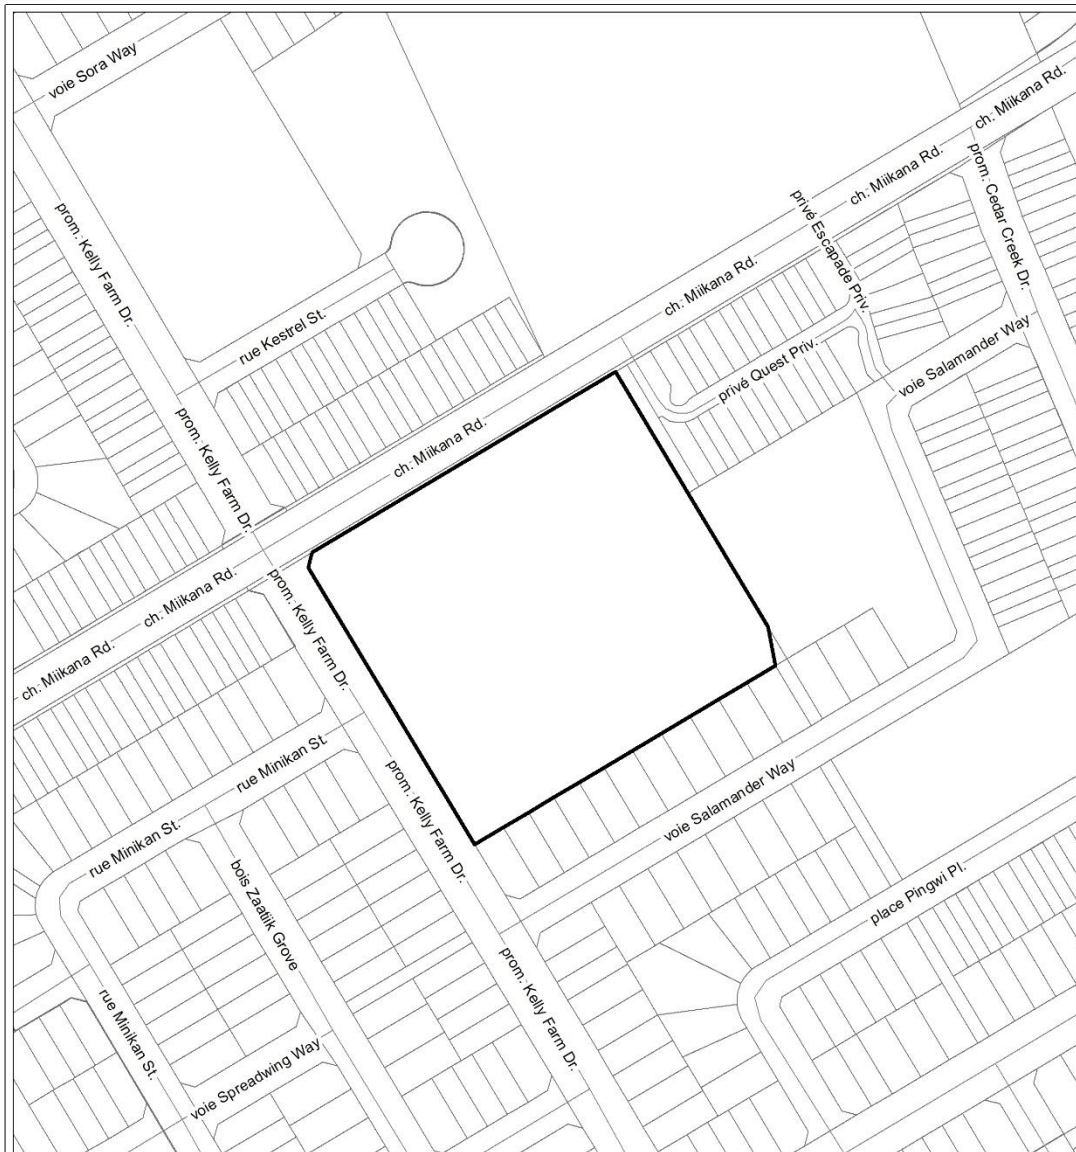 voie Sora Way
ch. Miikana Rd.
ch. Miikana Rd.
prom. Cedar Creek Dr.
privé Escapade Priv.
prom. Kelly Farm Dr.
ch. Miikana Rd.
rue Kestrel St.
privé Quest Priv.
voie Salamander Way
prom. Kelly Farm Dr.
ch. Miikana Rd.
ch. Miikana Rd.
prom. Kelly Farm Dr.
ch. Miikana Rd.
rue Minikan St.
prom. Kelly Farm Dr.
voie Salamander Way
rue Minikan St.
bois Zaatiik Grove
place Pingwi Pl.
prom. Kelly Farm Dr.
rue Minikan St.
voie Spreadwing Way